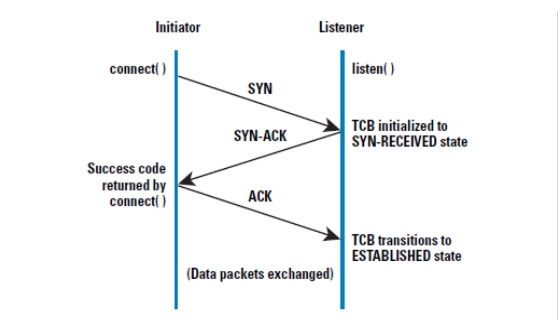 Initiator
Listener
connect( )
listen( )
SYN
TCB initialized to
SYN-RECEIVED state
SYN-ACK
Success code
returned by
connect( )
ACK
TCB transitions to
ESTABLISHED state
(Data packets exchanged)